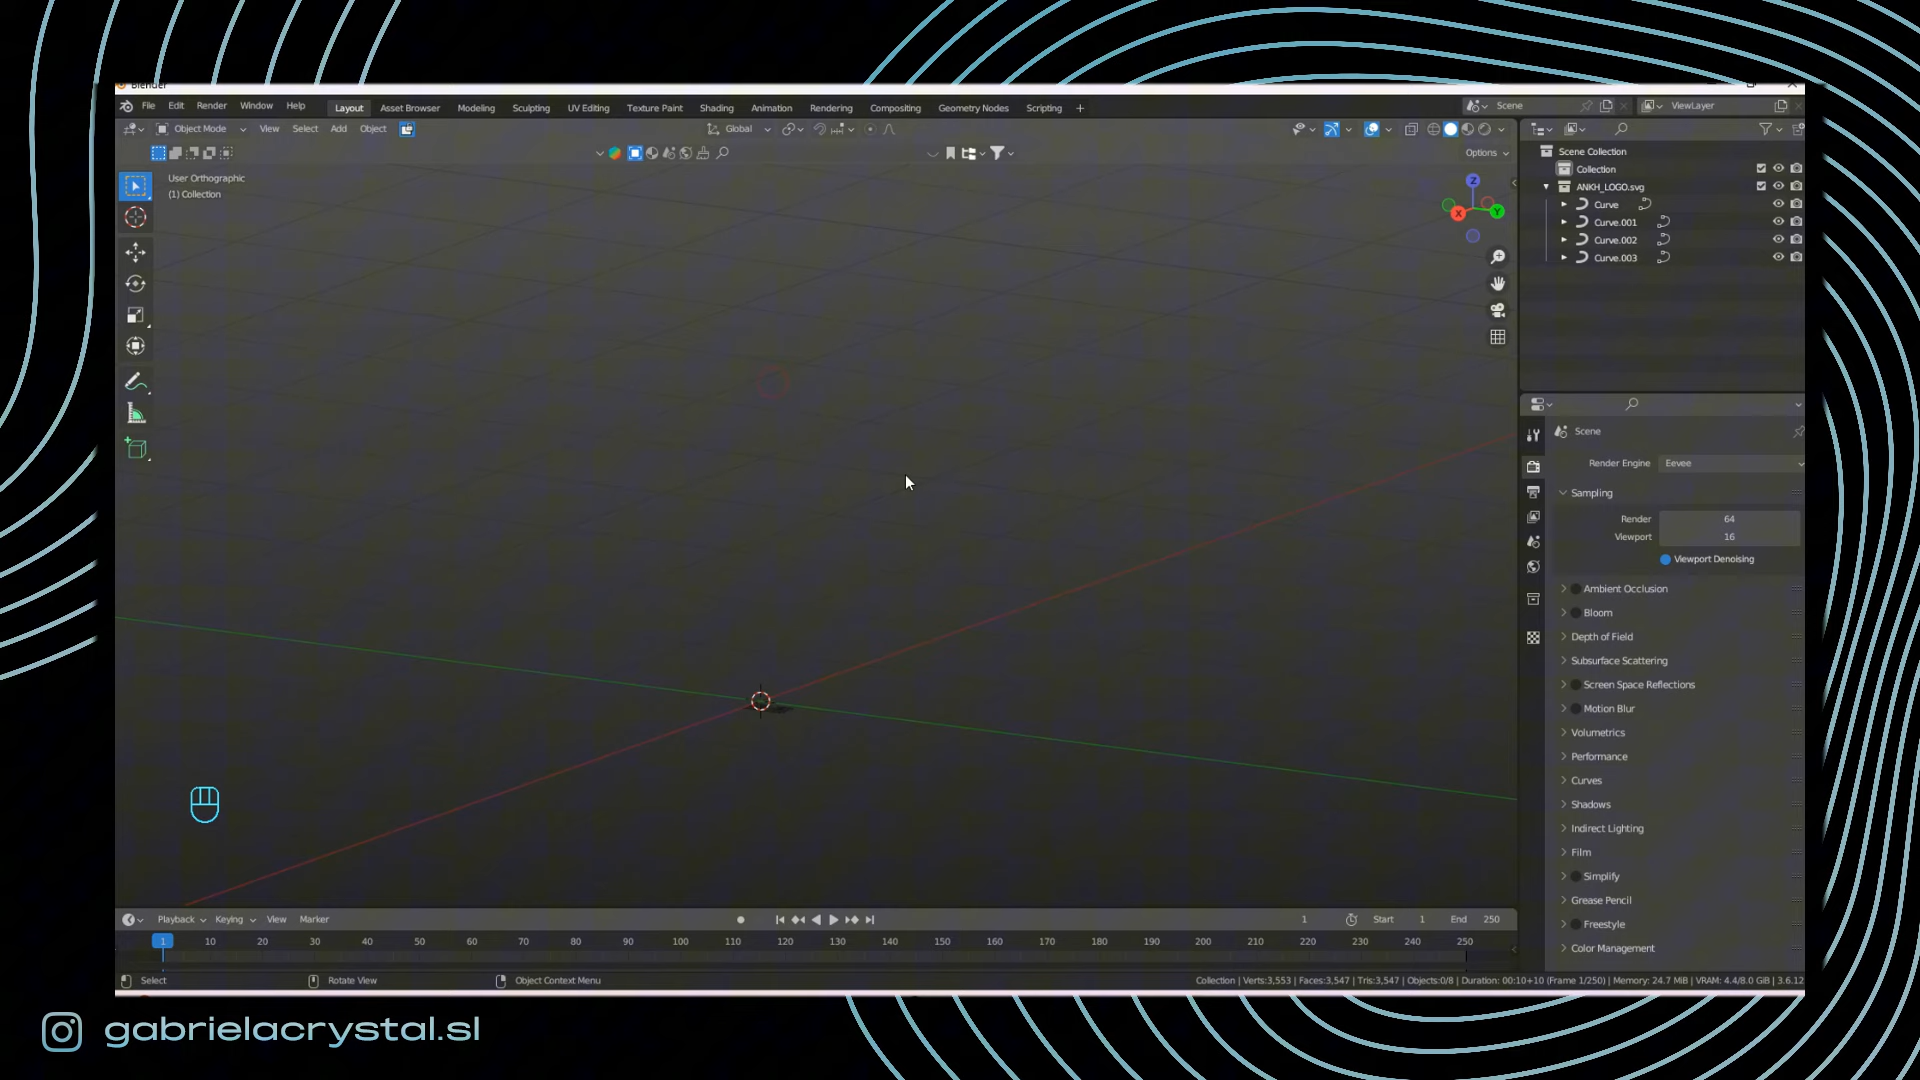 Blender
File Edit Render Window Help Layout Asset Browser Modeling Sculpting UV Editing Texture Paint Shading Animation Rendering Compositing Geometry Nodes Scripting + Scene ViewLayer
Object Mode View Select Add Object Global
Options
User Orthographic
(1) Collection
Z
X
Y
Scene Collection
Collection
ANKH_LOGO.svg
Curve
Curve.001
Curve.002
Curve.003
Scene
Render Engine Eevee
Sampling
Render 64
Viewport 16
Viewport Denoising
Ambient Occlusion
Bloom
Depth of Field
Subsurface Scattering
Screen Space Reflections
Motion Blur
Volumetrics
Performance
Curves
Shadows
Indirect Lighting
Film
Simplify
Grease Pencil
Freestyle
Color Management
Playback Keying View Marker 1 Start 1 End 250
1 10 20 30 40 50 60 70 80 90 100 110 120 130 140 150 160 170 180 190 200 210 220 230 240 250
Select Rotate View Object Context Menu Collection | Verts:3,553 | Faces:3,547 | Tris:3,547 | Objects:0/8 | Duration: 00:10+10 (Frame 1/250) | Memory: 24.7 MiB | VRAM: 4.4/8.0 GiB | 3.6.12
gabrielacrystal.sl